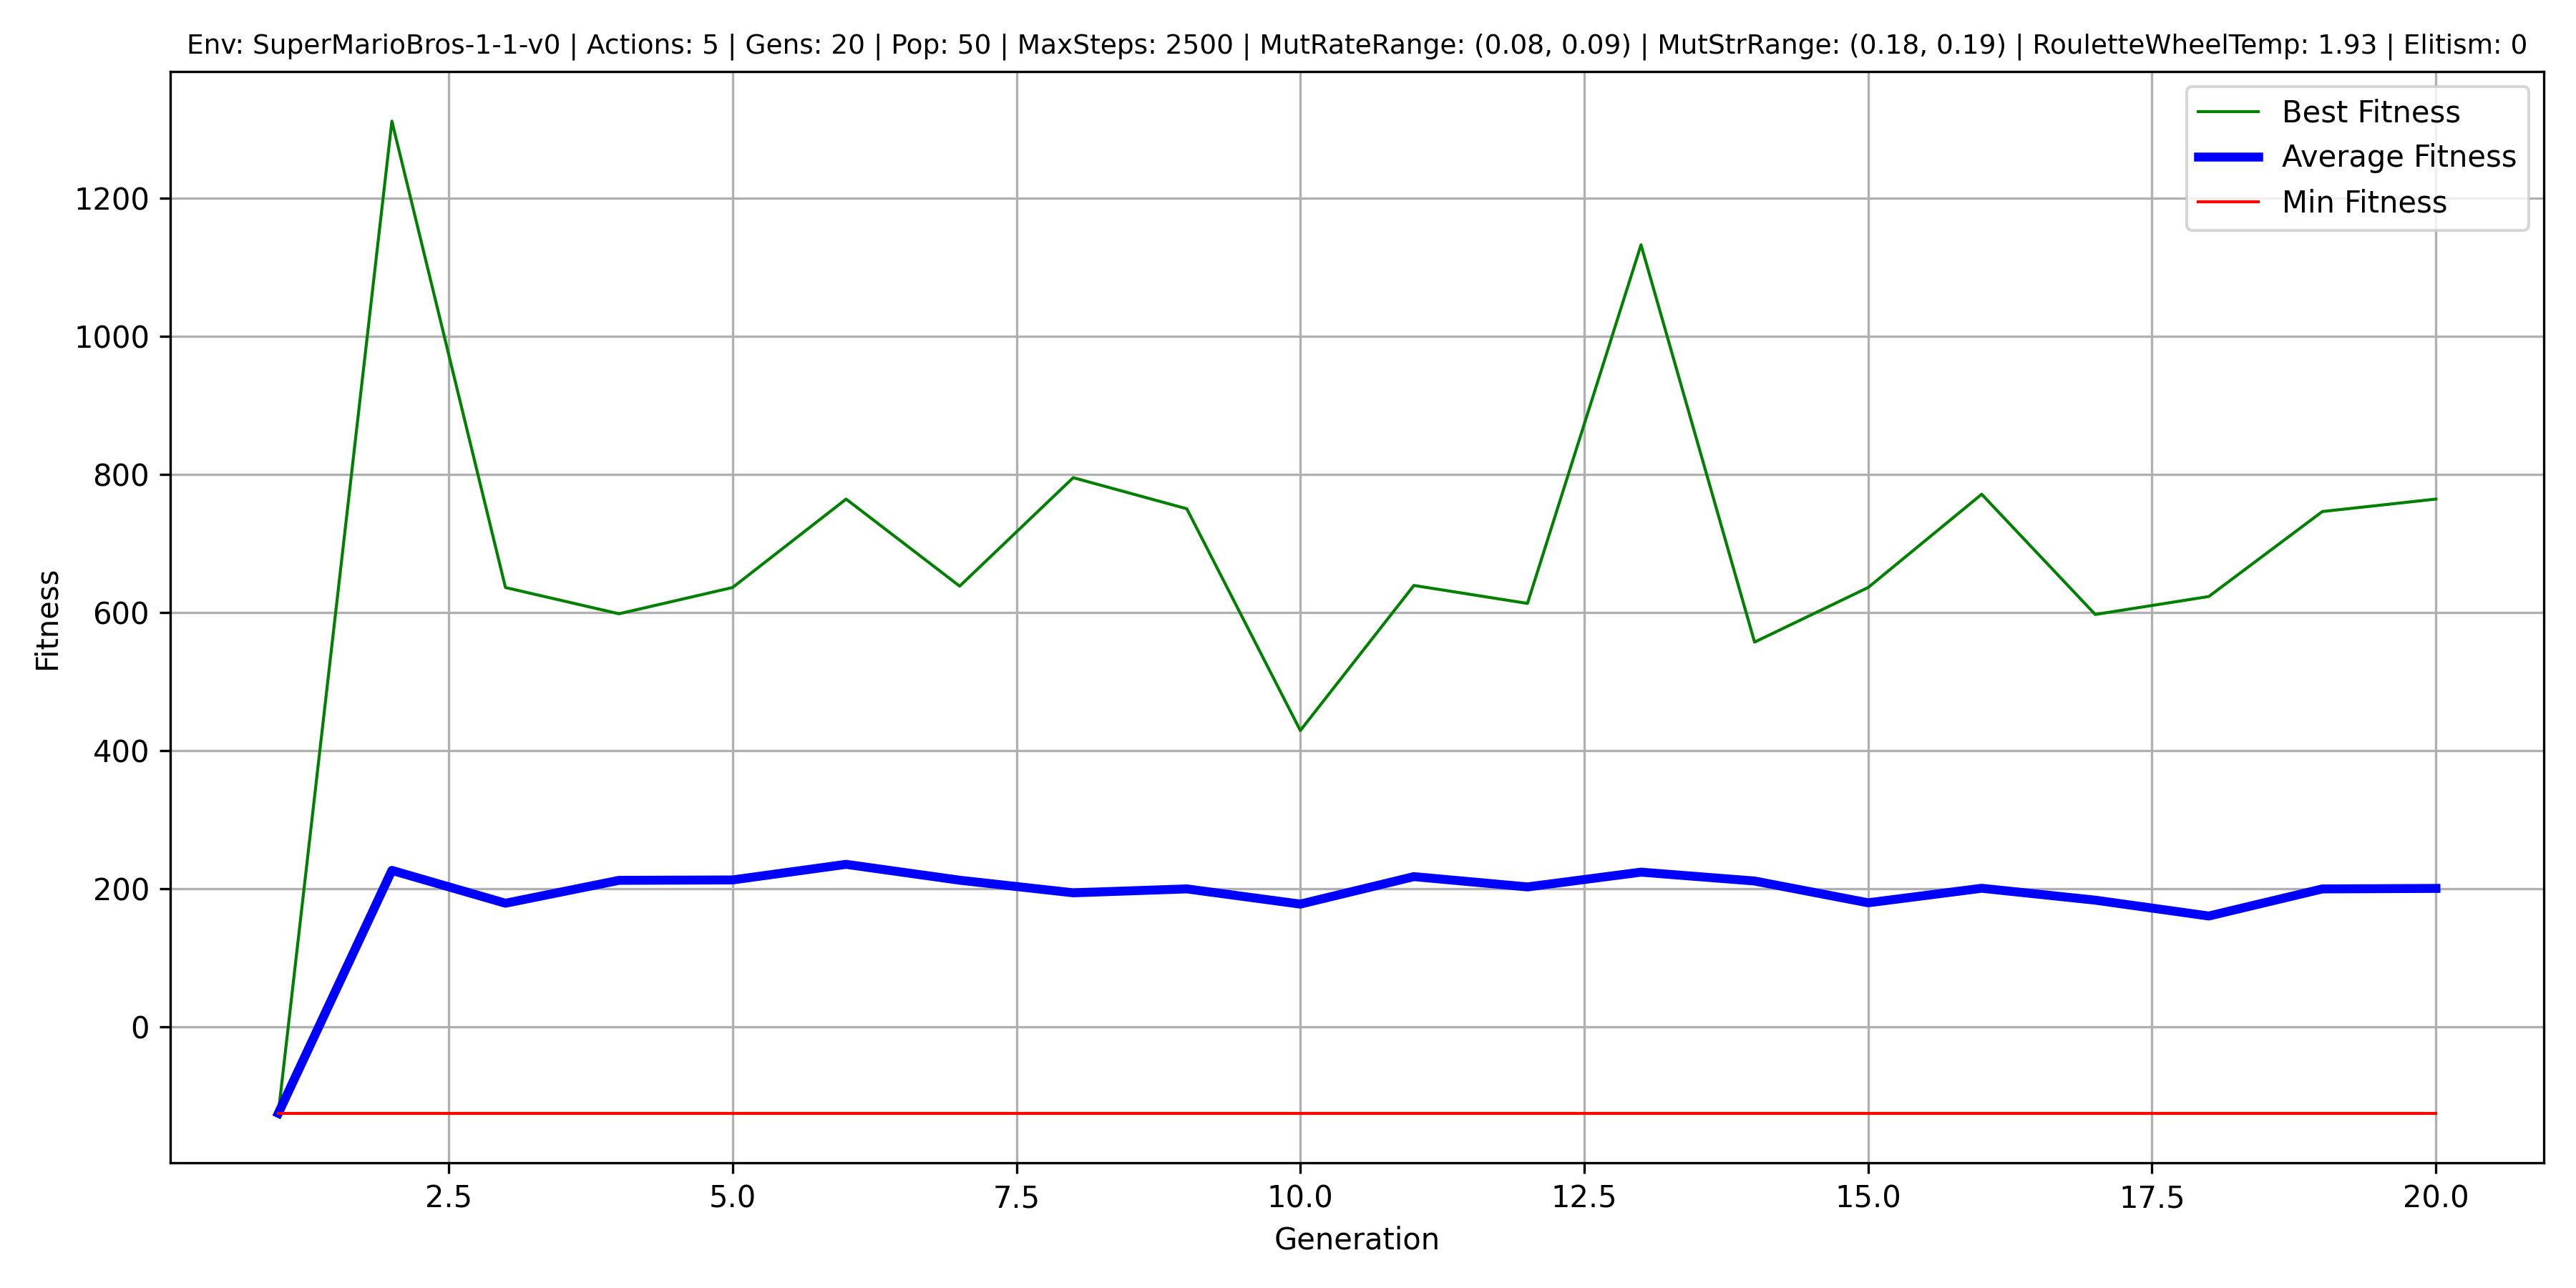 Env: SuperMarioBros-1-1-v0 | Actions: 5 | Gens: 20 | Pop: 50 | MaxSteps: 2500 | MutRateRange: (0.08, 0.09) | MutStrRange: (0.18, 0.19) | RouletteWheelTemp: 1.93 | Elitism: 0
Best Fitness
Average Fitness
Min Fitness
1200
1000
800
600
400
200
0
Fitness
2.5 5.0 7.5 10.0 12.5 15.0 17.5 20.0
Generation